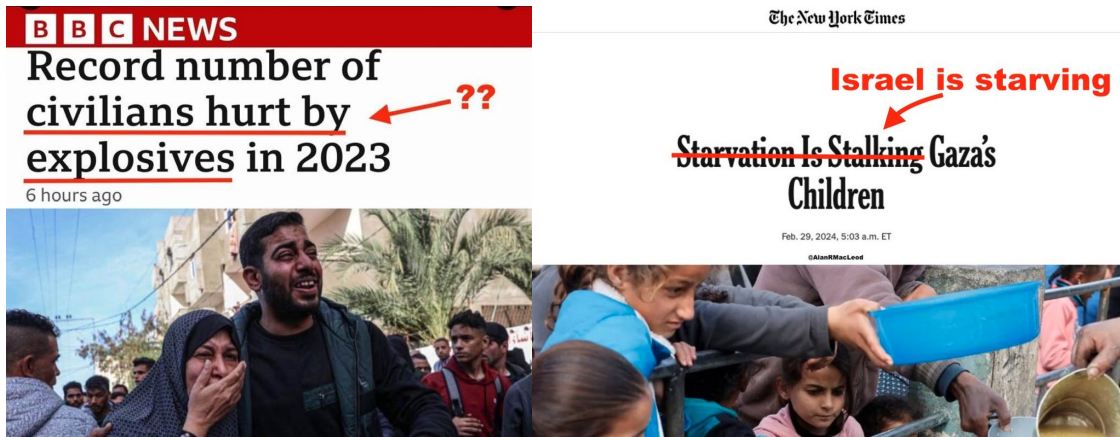 BBC NEWS
Record number of
civilians hurt by
??
explosives in 2023
6 hours ago
The New York Times
Israel is starving
Starvation Is Stalking Gaza's
Children
Feb. 29, 2024, 5:03 a.m. ET
@AlanRMacLeod